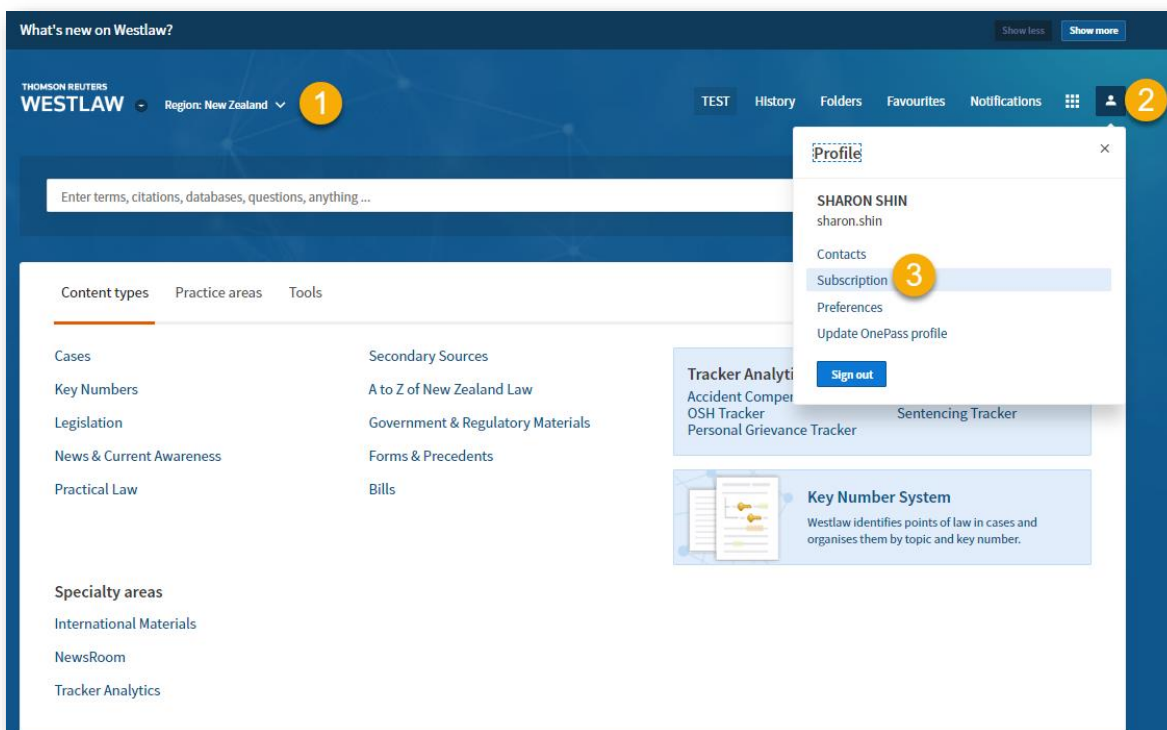 What's new on Westlaw?
Show less
Show more
THOMSON REUTERS
WESTLAW
Region: New Zealand
1
TEST
History
Folders
Favourites
Notifications
2
Enter terms, citations, databases, questions, anything ...
Profile
SHARON SHIN
sharon.shin
Contacts
Subscription
3
Preferences
Update OnePass profile
Sign out
Content types
Practice areas
Tools
Cases
Key Numbers
Legislation
News & Current Awareness
Practical Law
Secondary Sources
A to Z of New Zealand Law
Government & Regulatory Materials
Forms & Precedents
Bills
Tracker Analyti
Accident Compe
OSH Tracker
Sentencing Tracker
Personal Grievance Tracker
Key Number System
Westlaw identifies points of law in cases and
organises them by topic and key number.
Specialty areas
International Materials
NewsRoom
Tracker Analytics